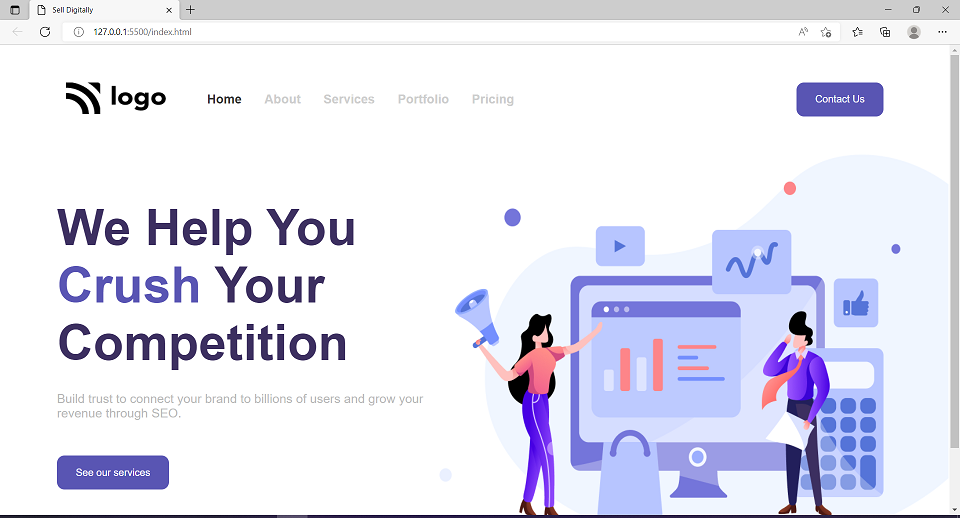 Sell Digitally
127.0.0.1:5500/index.html
logo
Home About Services Portfolio Pricing
Contact Us
We Help You
Crush Your
Competition
Build trust to connect your brand to billions of users and grow your
revenue through SEO.
See our services